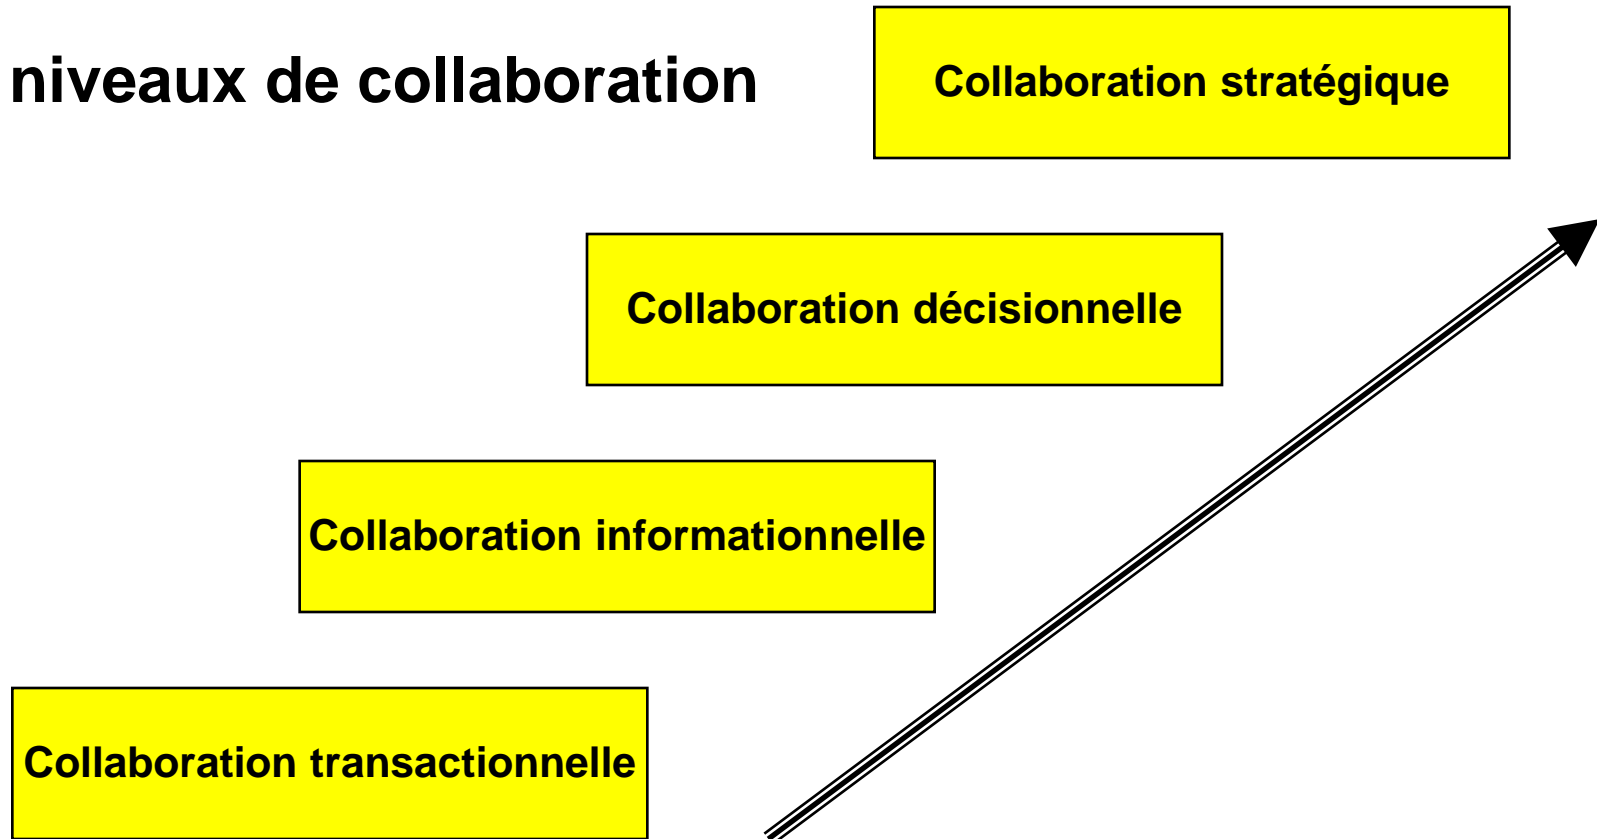 niveaux de collaboration
Collaboration stratégique
Collaboration décisionnelle
Collaboration informationnelle
Collaboration transactionnelle